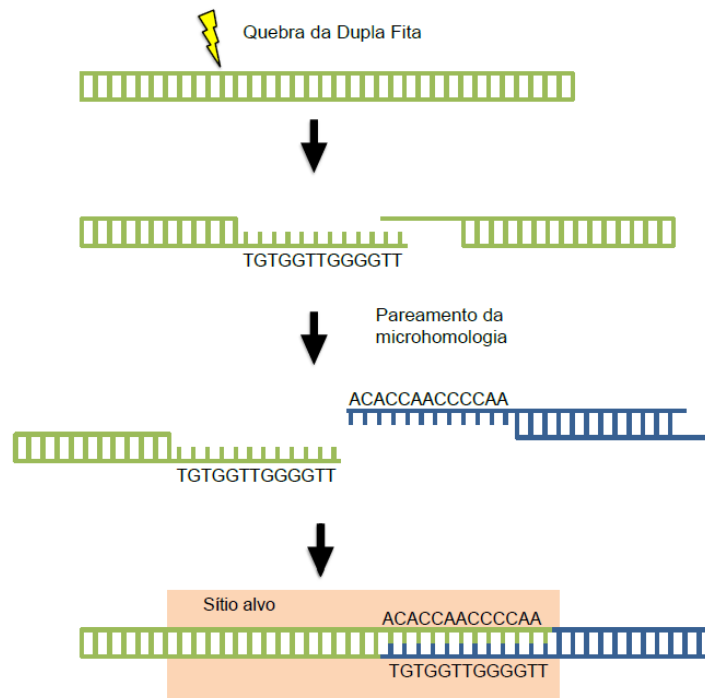 Quebra da Dupla Fita
TGTGGTTGGGGTT
Pareamento da
microhomologia
ACACCAACCCCAA
TGTGGTTGGGGTT
Sítio alvo
ACACCAACCCCAA
TGTGGTTGGGGTT